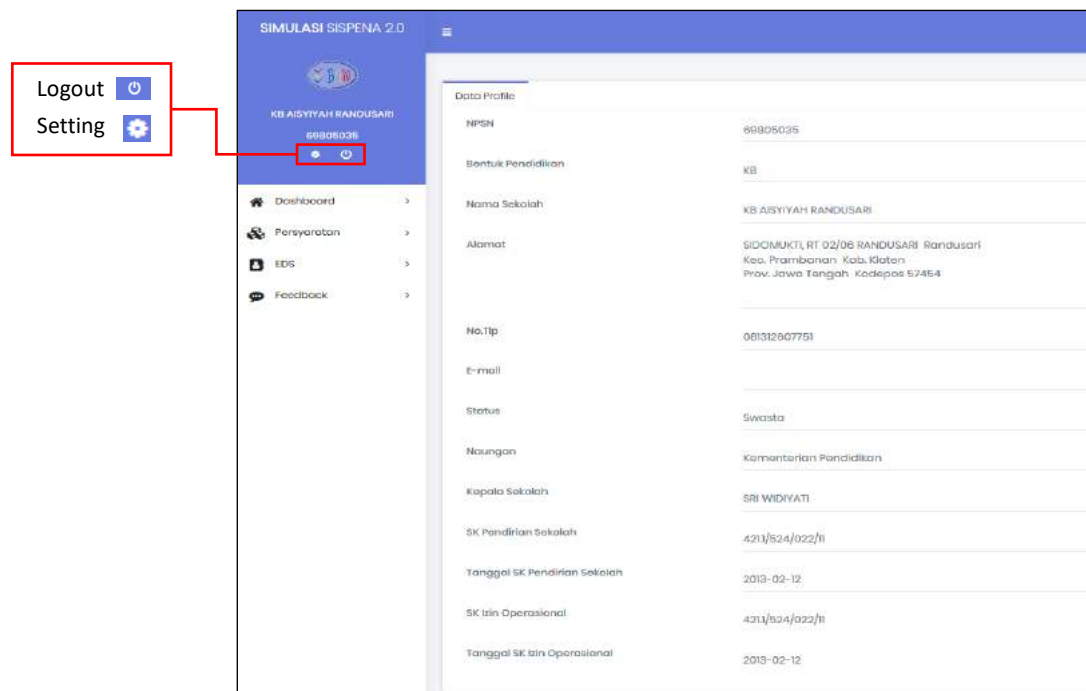 SIMULASI SISPENA 2.0
Logout
Setting
KB AISYIYAH RANDUSARI
69805035
Dashboard
Persyaratan
EDS
Feedback
Data Profile
NPSN
69805035
Bentuk Pendidikan
KB
Nama Sekolah
KB AISYIYAH RANDUSARI
Alamat
SIDOMUKTI, RT 02/06 RANDUSARI Randusari
Kec. Prambanan Kab. Klaten
Prov. Jawa Tengah Kodepos 57454
No.Tlp
081312807751
E-mail
Status
Swasta
Naungan
Kementerian Pendidikan
Kepala Sekolah
SRI WIDIYATI
SK Pendirian Sekolah
421.1/524/022/11
Tanggal SK Pendirian Sekolah
2013-02-12
SK Izin Operasional
421.1/524/022/11
Tanggal SK Izin Operasional
2013-02-12